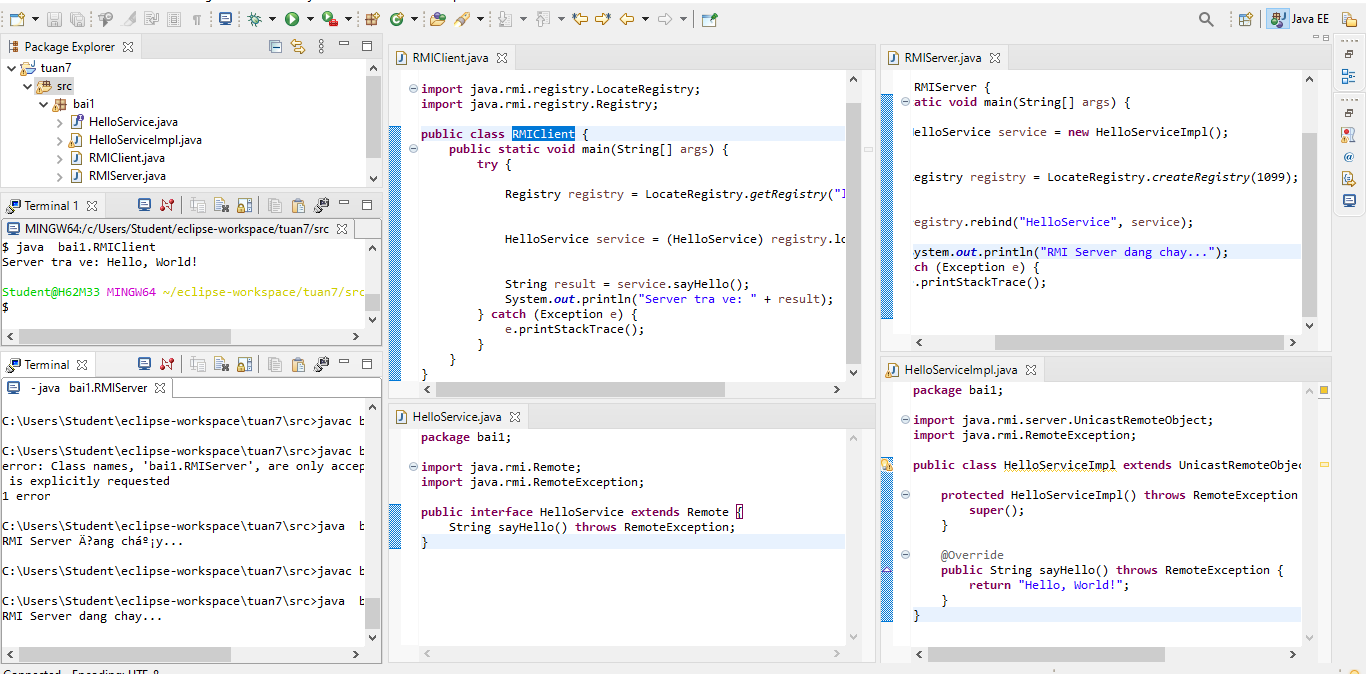 Java EE
Package Explorer
tuan7
src
bai1
HelloService.java
HelloServiceImpl.java
RMIClient.java
RMIServer.java
Terminal 1
MINGW64:/c/Users/Student/eclipse-workspace/tuan7/src
$ java  bai1.RMIClient
Server tra ve: Hello, World!
Student@H62M33 MINGW64 ~/eclipse-workspace/tuan7/src
$
Terminal
- java  bai1.RMIServer
C:\Users\Student\eclipse-workspace\tuan7\src>javac b
C:\Users\Student\eclipse-workspace\tuan7\src>javac b
error: Class names, 'bai1.RMIServer', are only accep
 is explicitly requested
1 error
C:\Users\Student\eclipse-workspace\tuan7\src>java  b
RMI Server Ä?ang cháº¡y...
C:\Users\Student\eclipse-workspace\tuan7\src>javac b
C:\Users\Student\eclipse-workspace\tuan7\src>java  b
RMI Server dang chay...
RMIClient.java
import java.rmi.registry.LocateRegistry;
import java.rmi.registry.Registry;
public class RMIClient {
    public static void main(String[] args) {
        try {
            Registry registry = LocateRegistry.getRegistry("l
            HelloService service = (HelloService) registry.lo
            String result = service.sayHello();
            System.out.println("Server tra ve: " + result);
        } catch (Exception e) {
            e.printStackTrace();
        }
    }
}
HelloService.java
package bai1;
import java.rmi.Remote;
import java.rmi.RemoteException;
public interface HelloService extends Remote {
    String sayHello() throws RemoteException;
}
RMIServer.java
RMIServer {
atic void main(String[] args) {
HelloService service = new HelloServiceImpl();
egistry registry = LocateRegistry.createRegistry(1099);
egistry.rebind("HelloService", service);
ystem.out.println("RMI Server dang chay...");
ch (Exception e) {
.printStackTrace();
HelloServiceImpl.java
package bai1;
import java.rmi.server.UnicastRemoteObject;
import java.rmi.RemoteException;
public class HelloServiceImpl extends UnicastRemoteObjec
    protected HelloServiceImpl() throws RemoteException
        super();
    }
    @Override
    public String sayHello() throws RemoteException {
        return "Hello, World!";
    }
}